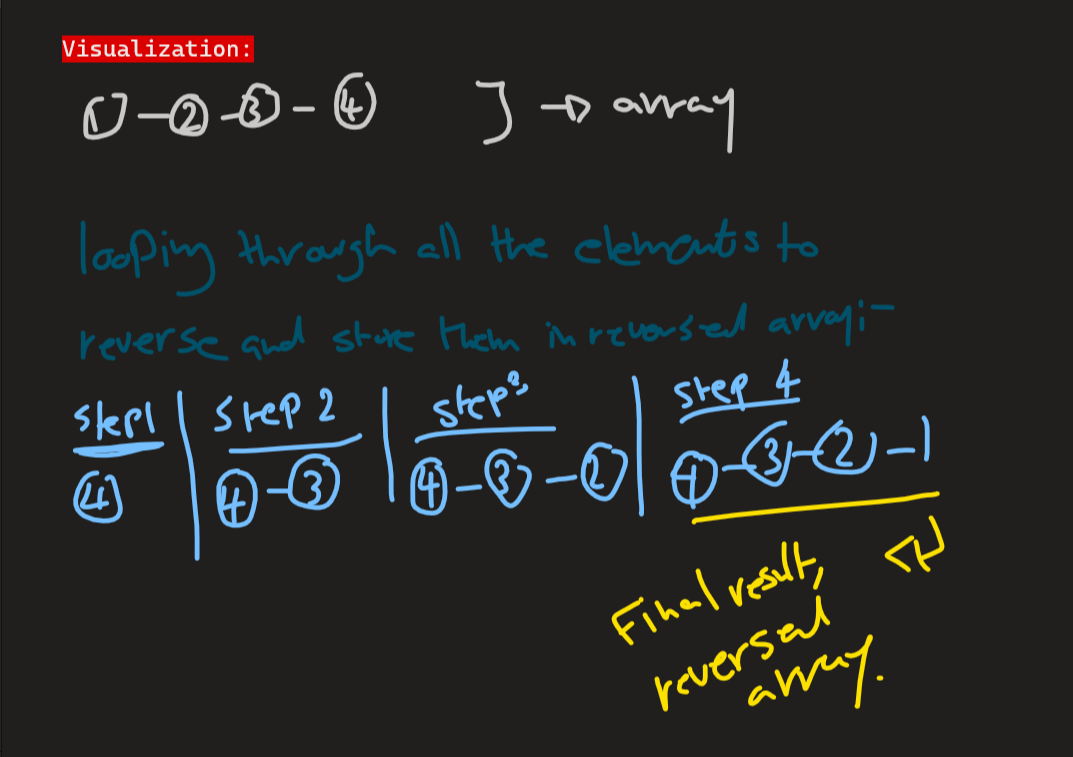 Visualization:
[1]-2-3-4 ] → array
looping through all the elements to
reverse and store them in reversed array:-
step1 | step 2 | step3 | step 4
4 | 4-3 | 4-3-2 | 4-3-2-1
Final result,
reversed
array.